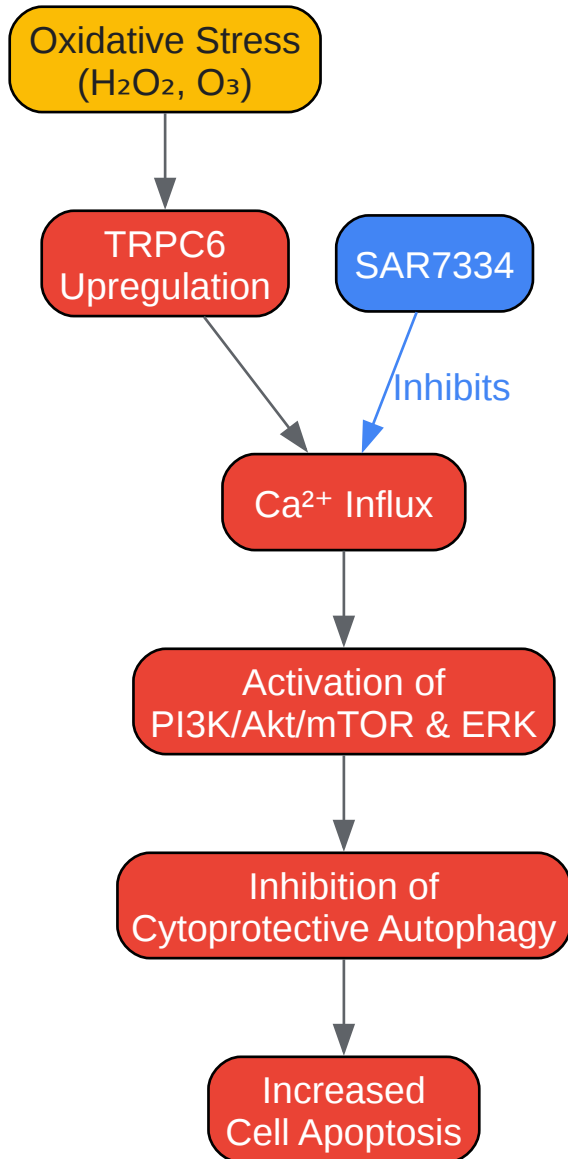 Oxidative Stress
(H₂O₂, O₃)
TRPC6
Upregulation
SAR7334
Inhibits
Ca²⁺ Influx
Activation of
PI3K/Akt/mTOR & ERK
Inhibition of
Cytoprotective Autophagy
Increased
Cell Apoptosis